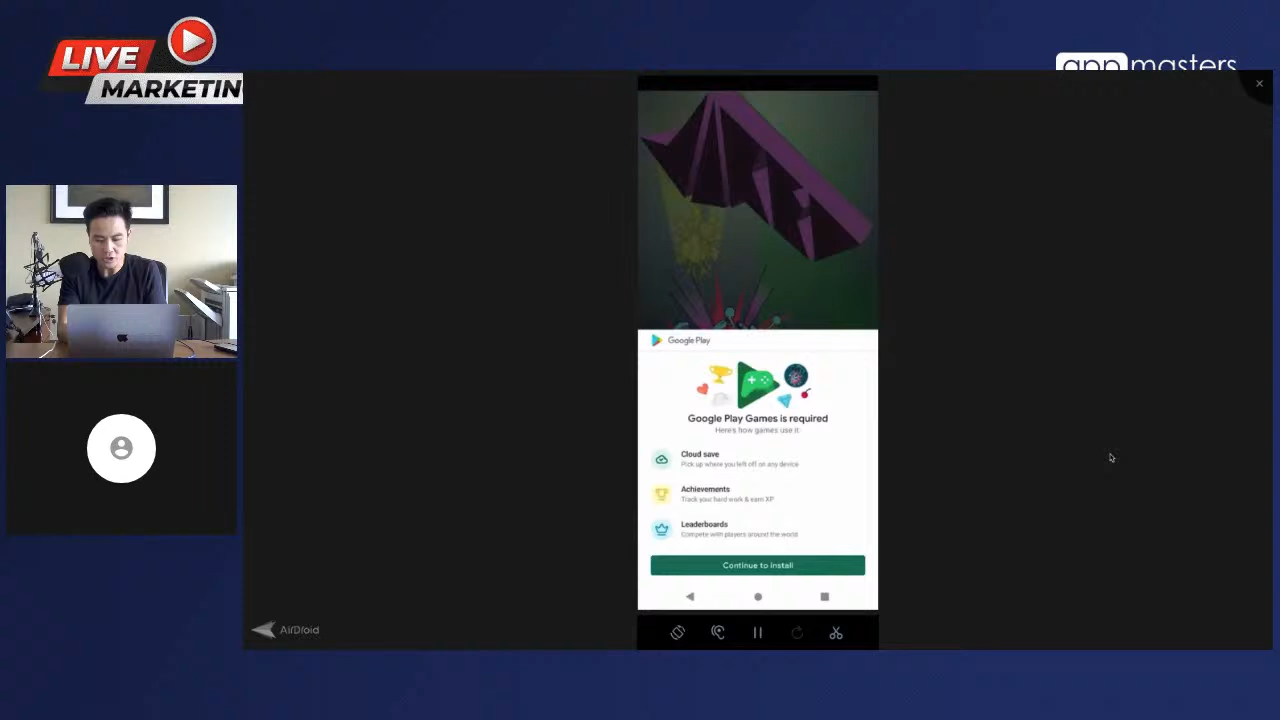 LIVE
MARKETIN
app masters
Google Play
Google Play Games is required
Here's how games use it
Cloud save
Pick up where you left off on any device
Achievements
Track your hard work & earn XP
Leaderboards
Compete with players around the world
Continue to install
AirDroid